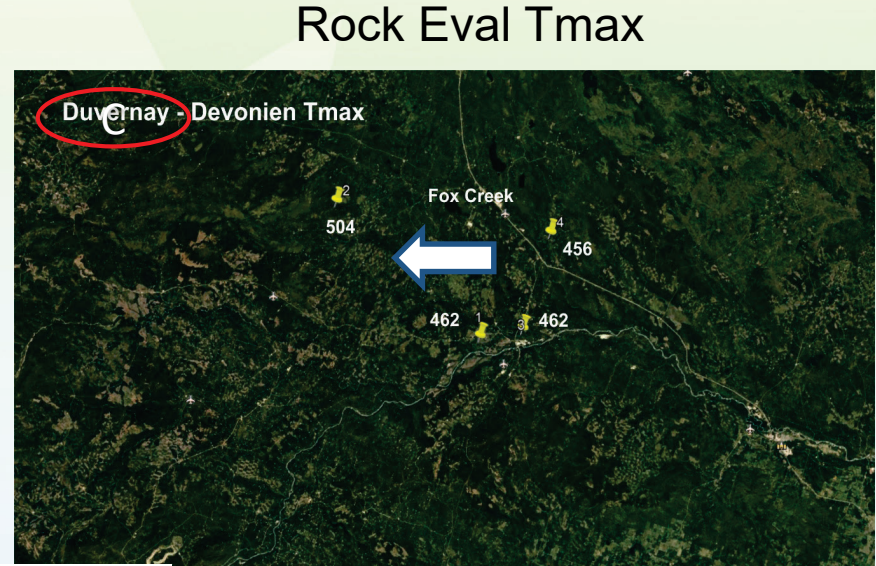 Rock Eval Tmax
Duvernay - Devonien Tmax
C
2
504
Fox Creek
4
456
462
1
3
462